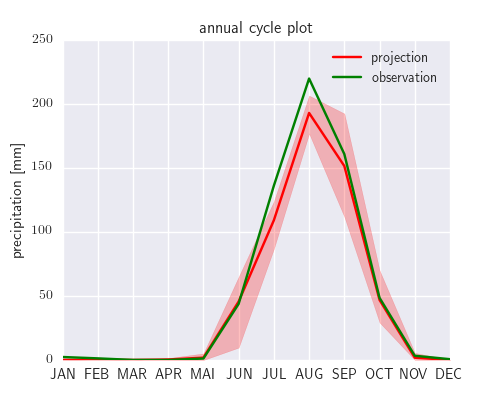 annual cycle plot
250
200
150
100
50
0
precipitation [mm]
projection
observation
JAN FEB MAR APR MAI JUN JUL AUG SEP OCT NOV DEC